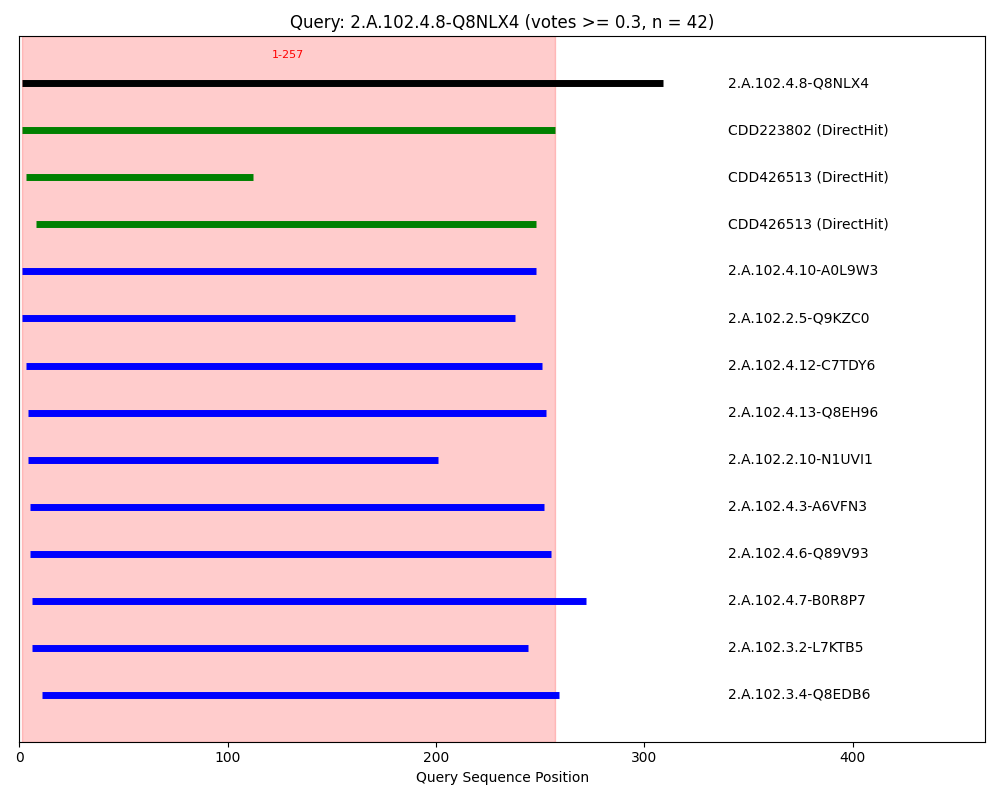 Query: 2.A.102.4.8-Q8NLX4 (votes >= 0.3, n = 42)
1-257
2.A.102.4.8-Q8NLX4
CDD223802 (DirectHit)
CDD426513 (DirectHit)
CDD426513 (DirectHit)
2.A.102.4.10-A0L9W3
2.A.102.2.5-Q9KZC0
2.A.102.4.12-C7TDY6
2.A.102.4.13-Q8EH96
2.A.102.2.10-N1UVI1
2.A.102.4.3-A6VFN3
2.A.102.4.6-Q89V93
2.A.102.4.7-B0R8P7
2.A.102.3.2-L7KTB5
2.A.102.3.4-Q8EDB6
0 100 200 300 400
Query Sequence Position